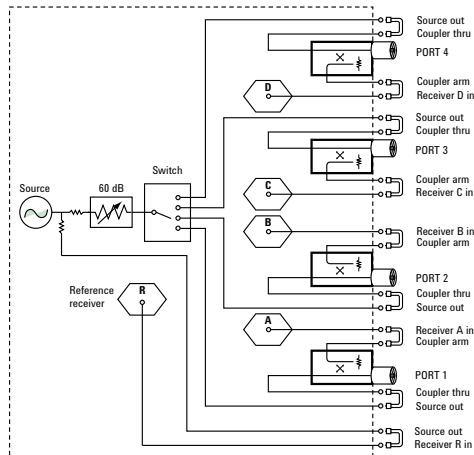 Source out
Coupler thru
PORT 4
Coupler arm
Receiver D in
D
Source out
Coupler thru
PORT 3
Coupler arm
Receiver C in
C
Switch
60 dB
Source
B
Receiver B in
Coupler arm
PORT 2
Coupler thru
Source out
Reference
receiver
R
A
Receiver A in
Coupler arm
PORT 1
Coupler thru
Source out
Source out
Receiver R in